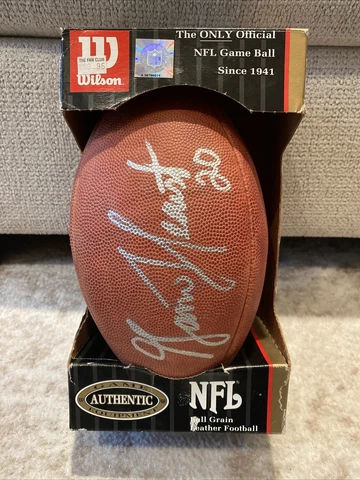 The ONLY Official
NFL Game Ball
Since 1941
THE FAN CLUB
Wilson
20
GAME
AUTHENTIC
EQUIPMENT
NFL
Full Grain
Leather Football